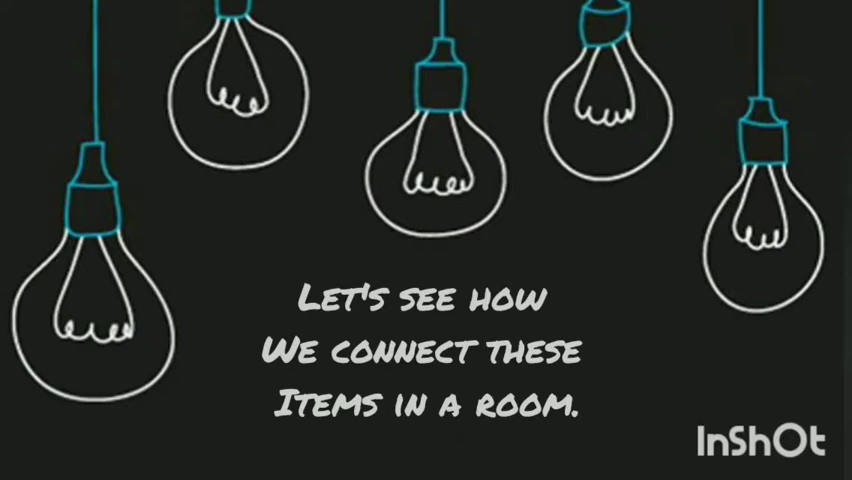 Let's see how
We connect these
Items in a room.
InShOt